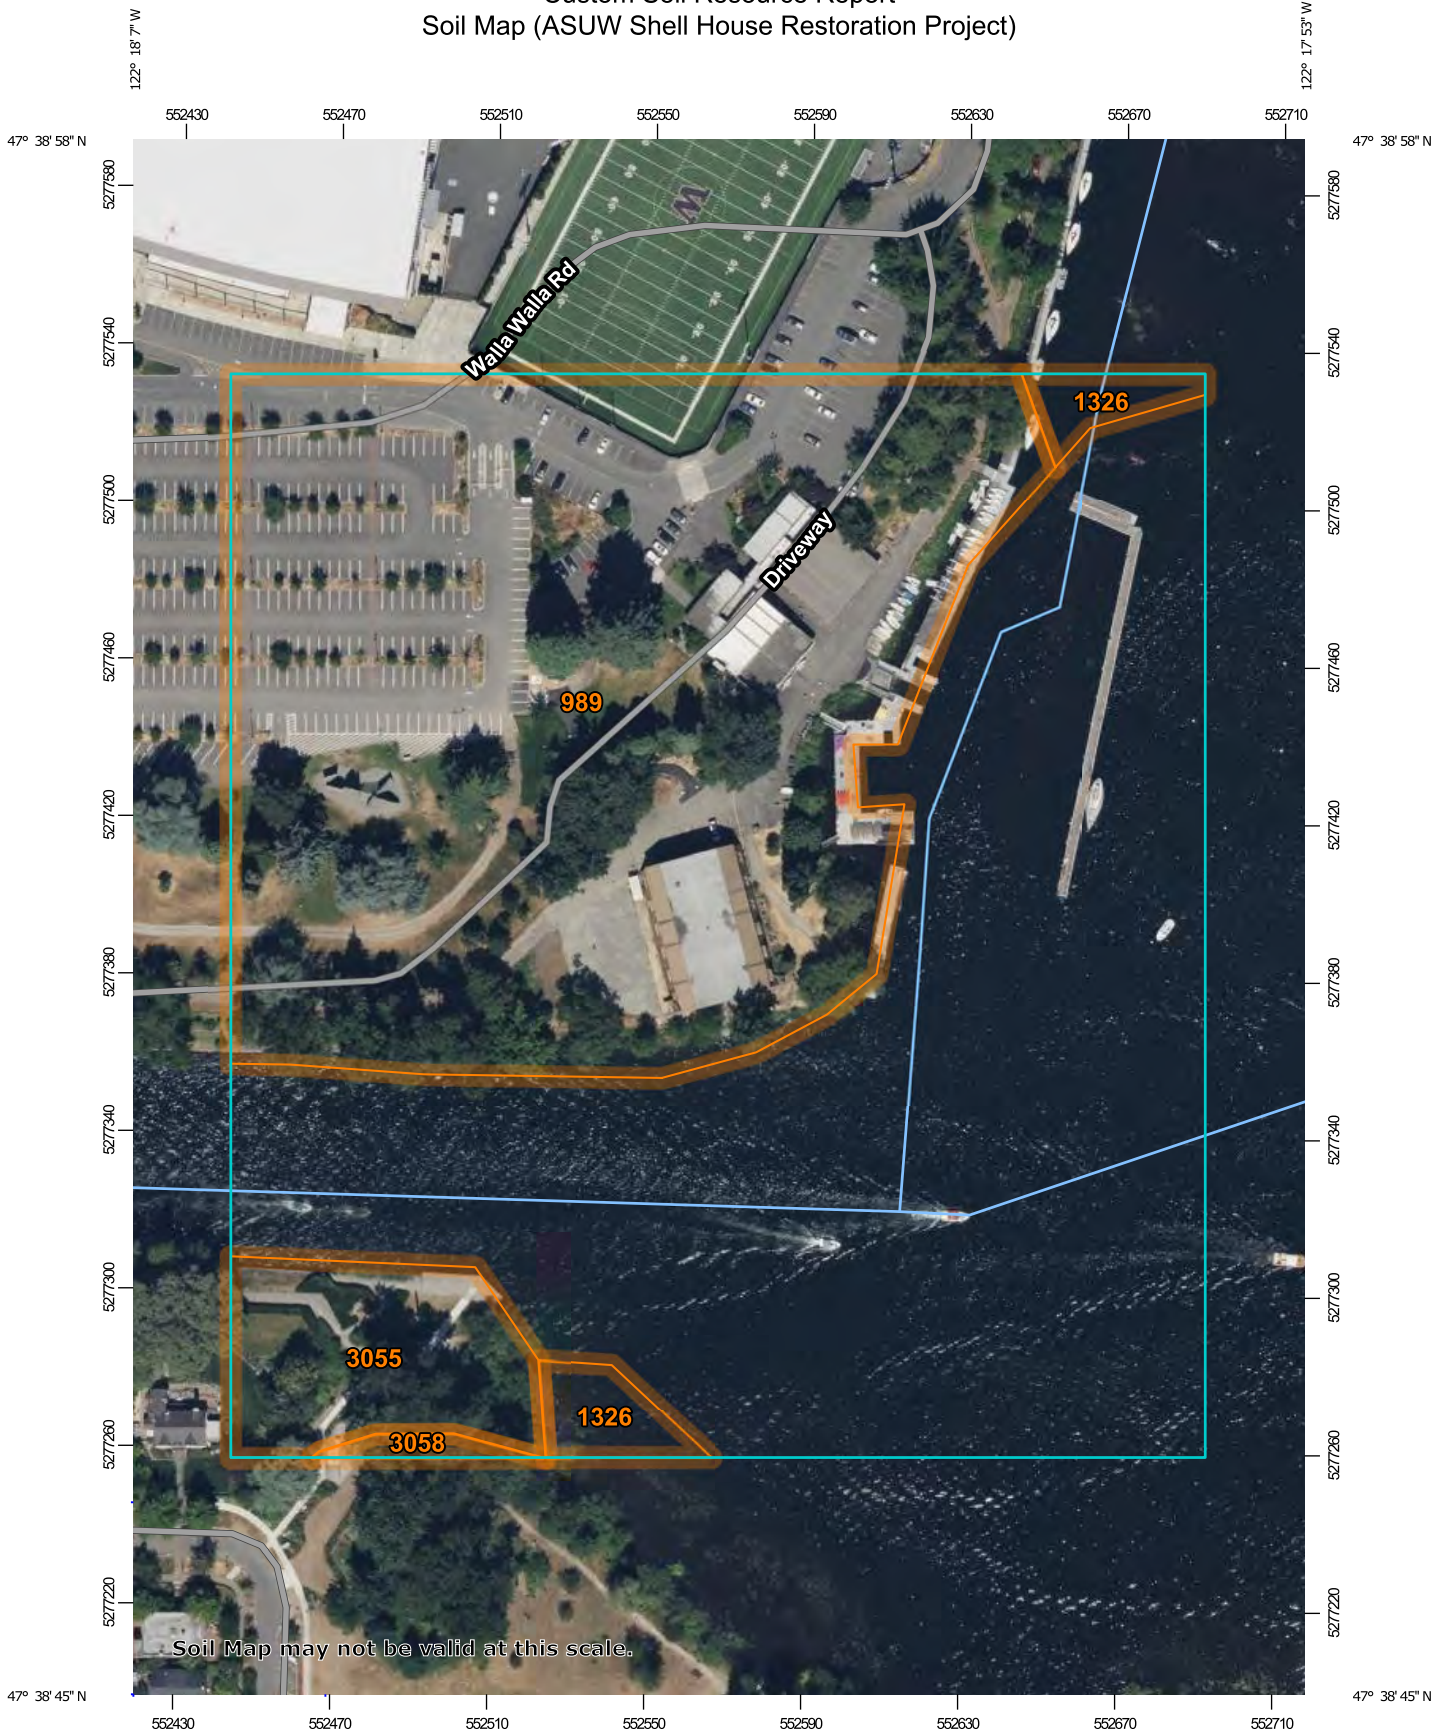 Custom Soil Resource Report
Soil Map (ASUW Shell House Restoration Project)
122° 18' 7" W
122° 17' 53" W
552430 552470 552510 552550 552590 552630 552670 552710
47° 38' 58" N
47° 38' 58" N
5277580
5277580
W
Walla Walla Rd
5277540
5277540
1326
5277500
5277500
Driveway
5277460
5277460
989
5277420
5277420
5277380
5277380
5277340
5277340
5277300
5277300
3055
1326
3058
5277260
5277260
5277220
5277220
Soil Map may not be valid at this scale.
47° 38' 45" N
47° 38' 45" N
552430 552470 552510 552550 552590 552630 552670 552710